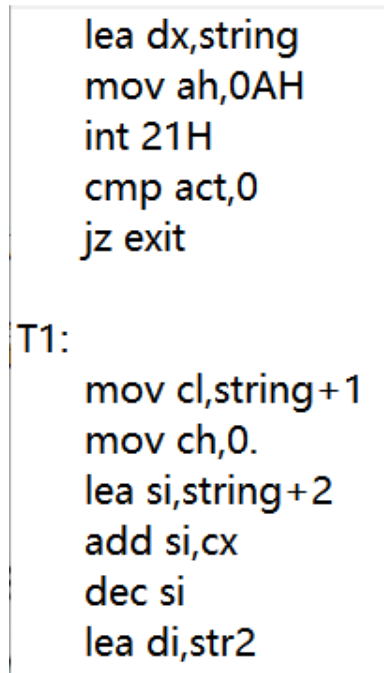 lea dx,string
mov ah,0AH
int 21H
cmp act,0
jz exit
T1:
mov cl,string+1
mov ch,0.
lea si,string+2
add si,cx
dec si
lea di,str2